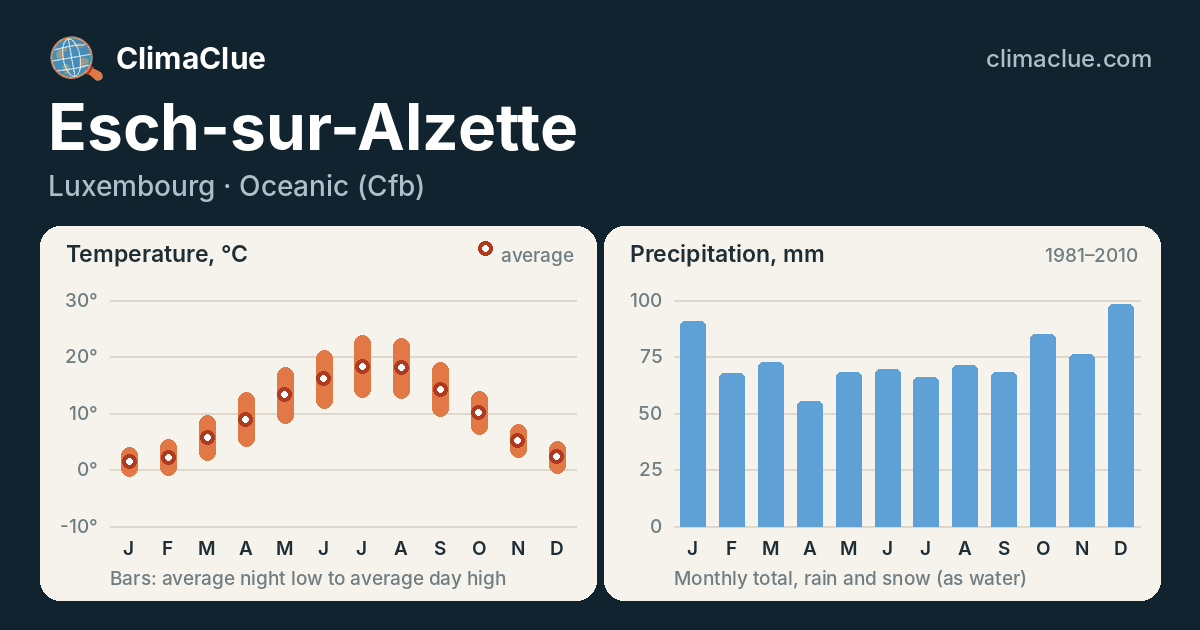 ClimaClue
climaclue.com
Esch-sur-Alzette
Luxembourg · Oceanic (Cfb)
Temperature, °C
average
30°
20°
10°
0°
-10°
J F M A M J J A S O N D
Bars: average night low to average day high
Precipitation, mm
1981–2010
100
75
50
25
0
J F M A M J J A S O N D
Monthly total, rain and snow (as water)